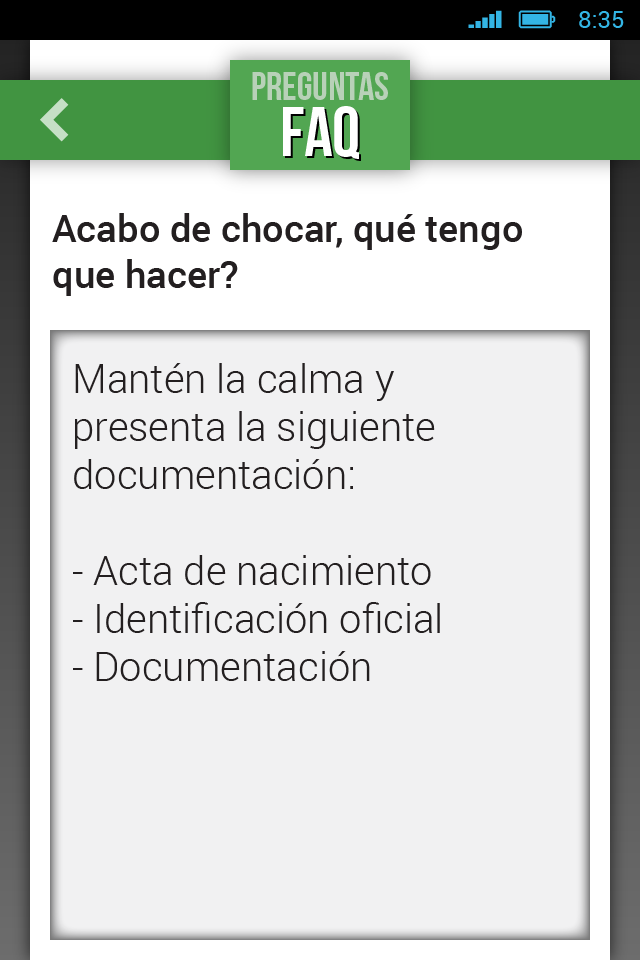 8:35
PREGUNTAS
FAQ
Acabo de chocar, qué tengo
que hacer?
Mantén la calma y
presenta la siguiente
documentación:
- Acta de nacimiento
- Identificación oficial
- Documentación